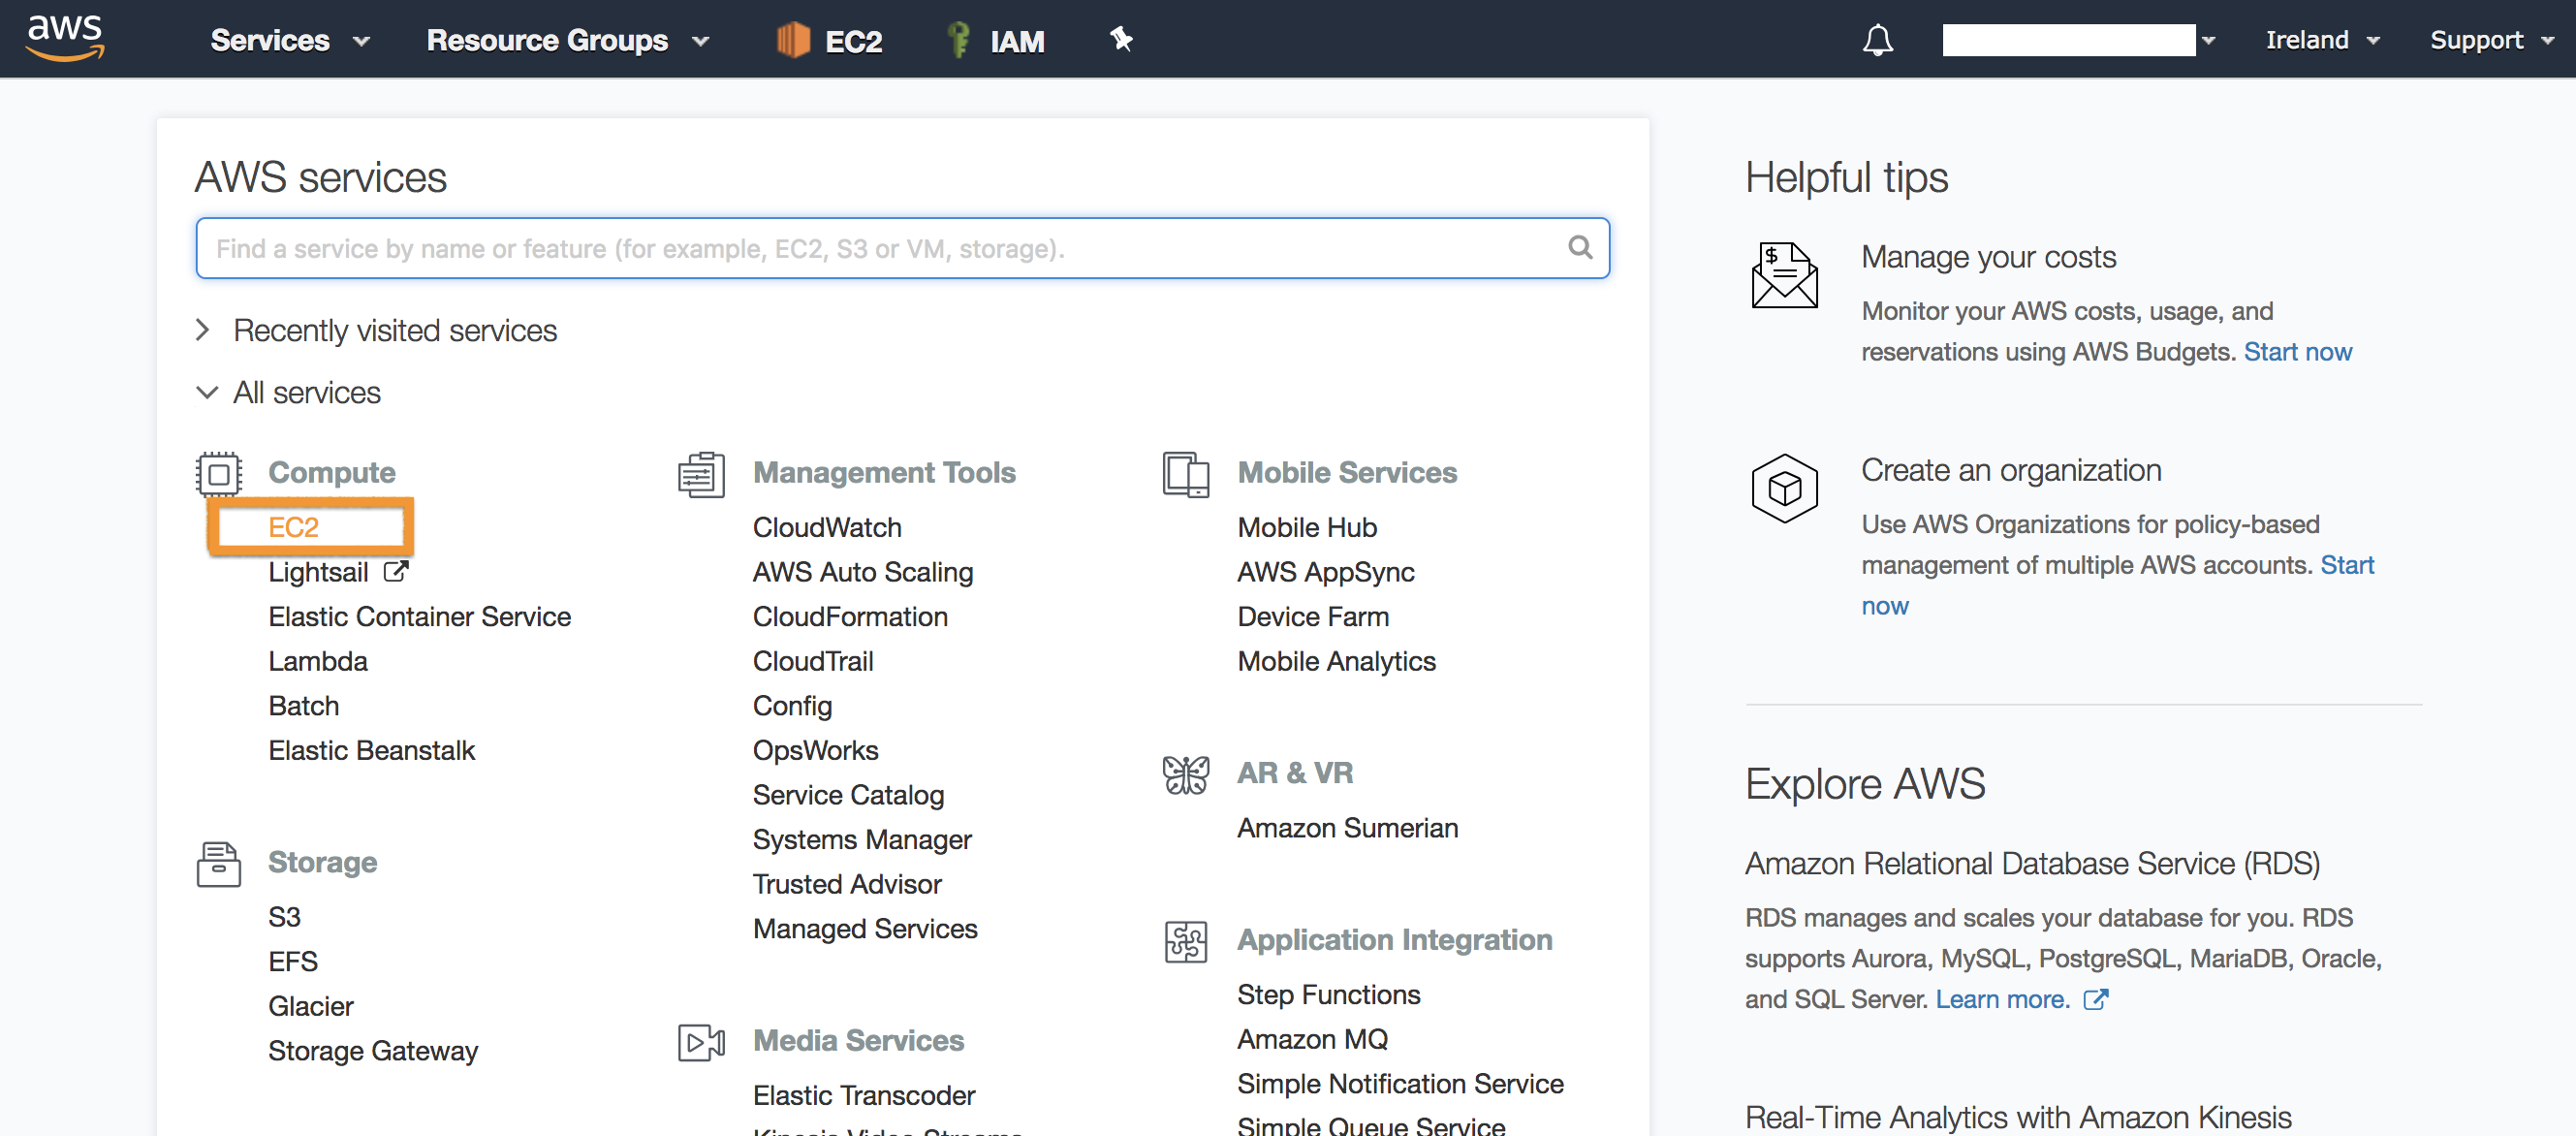 aws
Services
Resource Groups
EC2
IAM
Ireland
Support
AWS services
Find a service by name or feature (for example, EC2, S3 or VM, storage).
Recently visited services
All services
Compute
EC2
Lightsail
Elastic Container Service
Lambda
Batch
Elastic Beanstalk
Storage
S3
EFS
Glacier
Storage Gateway
Management Tools
CloudWatch
AWS Auto Scaling
CloudFormation
CloudTrail
Config
OpsWorks
Service Catalog
Systems Manager
Trusted Advisor
Managed Services
Media Services
Elastic Transcoder
Kinesis Video Streams
Mobile Services
Mobile Hub
AWS AppSync
Device Farm
Mobile Analytics
AR & VR
Amazon Sumerian
Application Integration
Step Functions
Amazon MQ
Simple Notification Service
Simple Queue Service
Helpful tips
Manage your costs
Monitor your AWS costs, usage, and
reservations using AWS Budgets. Start now
Create an organization
Use AWS Organizations for policy-based
management of multiple AWS accounts. Start
now
Explore AWS
Amazon Relational Database Service (RDS)
RDS manages and scales your database for you. RDS
supports Aurora, MySQL, PostgreSQL, MariaDB, Oracle,
and SQL Server. Learn more.
Real-Time Analytics with Amazon Kinesis